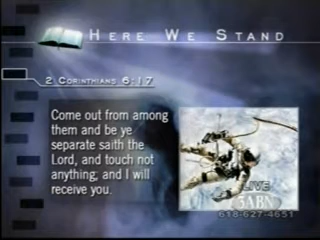 HERE WE STAND
2 CORINTHIANS 6:17
Come out from among
them and be ye
separate saith the
Lord, and touch not
anything; and I will
receive you.
LIVE
3ABN
618-627-4651